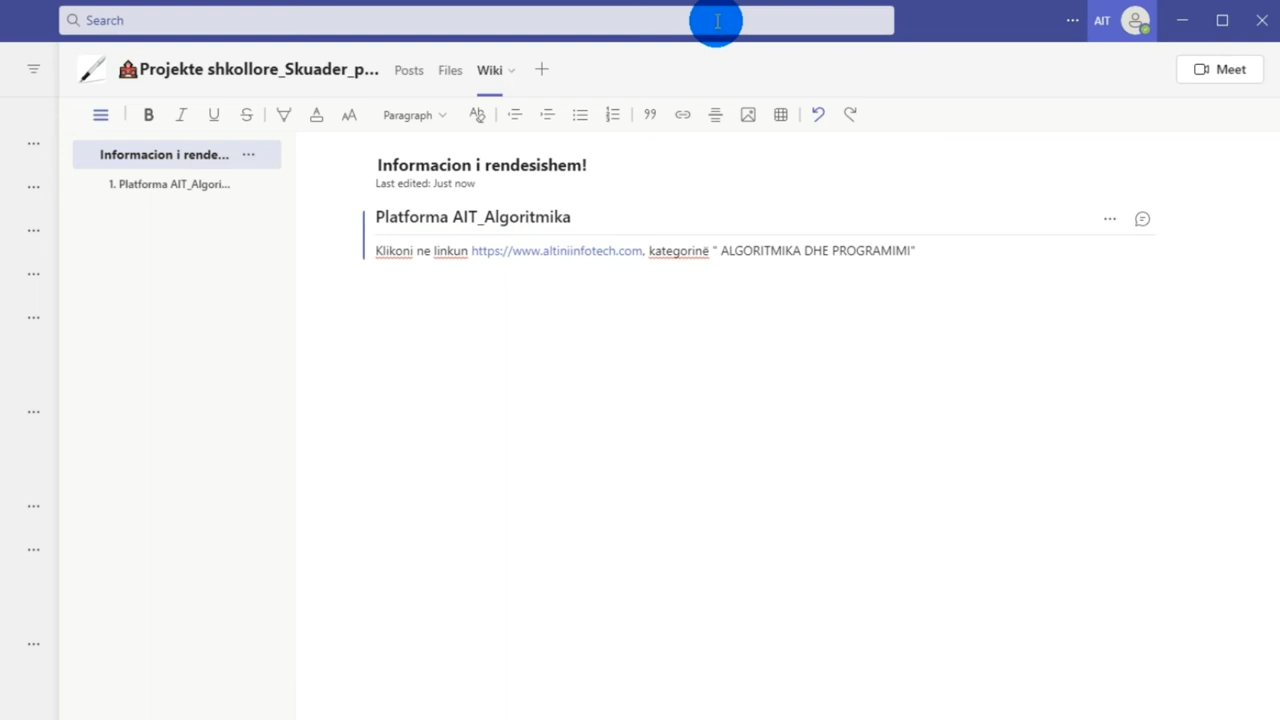 Search
AIT
Projekte shkollore_Skuader_p...
Posts
Files
Wiki
Meet
Paragraph
Informacion i rende...
1. Platforma AIT_Algori...
Informacion i rendesishem!
Last edited: Just now
Platforma AIT_Algoritmika
Klikoni ne linkun https://www.altiniinfotech.com, kategorinë " ALGORITMIKA DHE PROGRAMIMI"